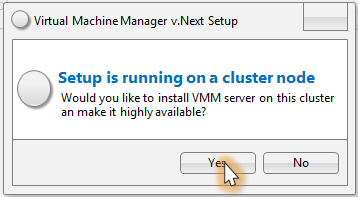 Virtual Machine Manager v.Next Setup
Setup is running on a cluster node
Would you like to install VMM server on this cluster
an make it highly available?
Yes
No